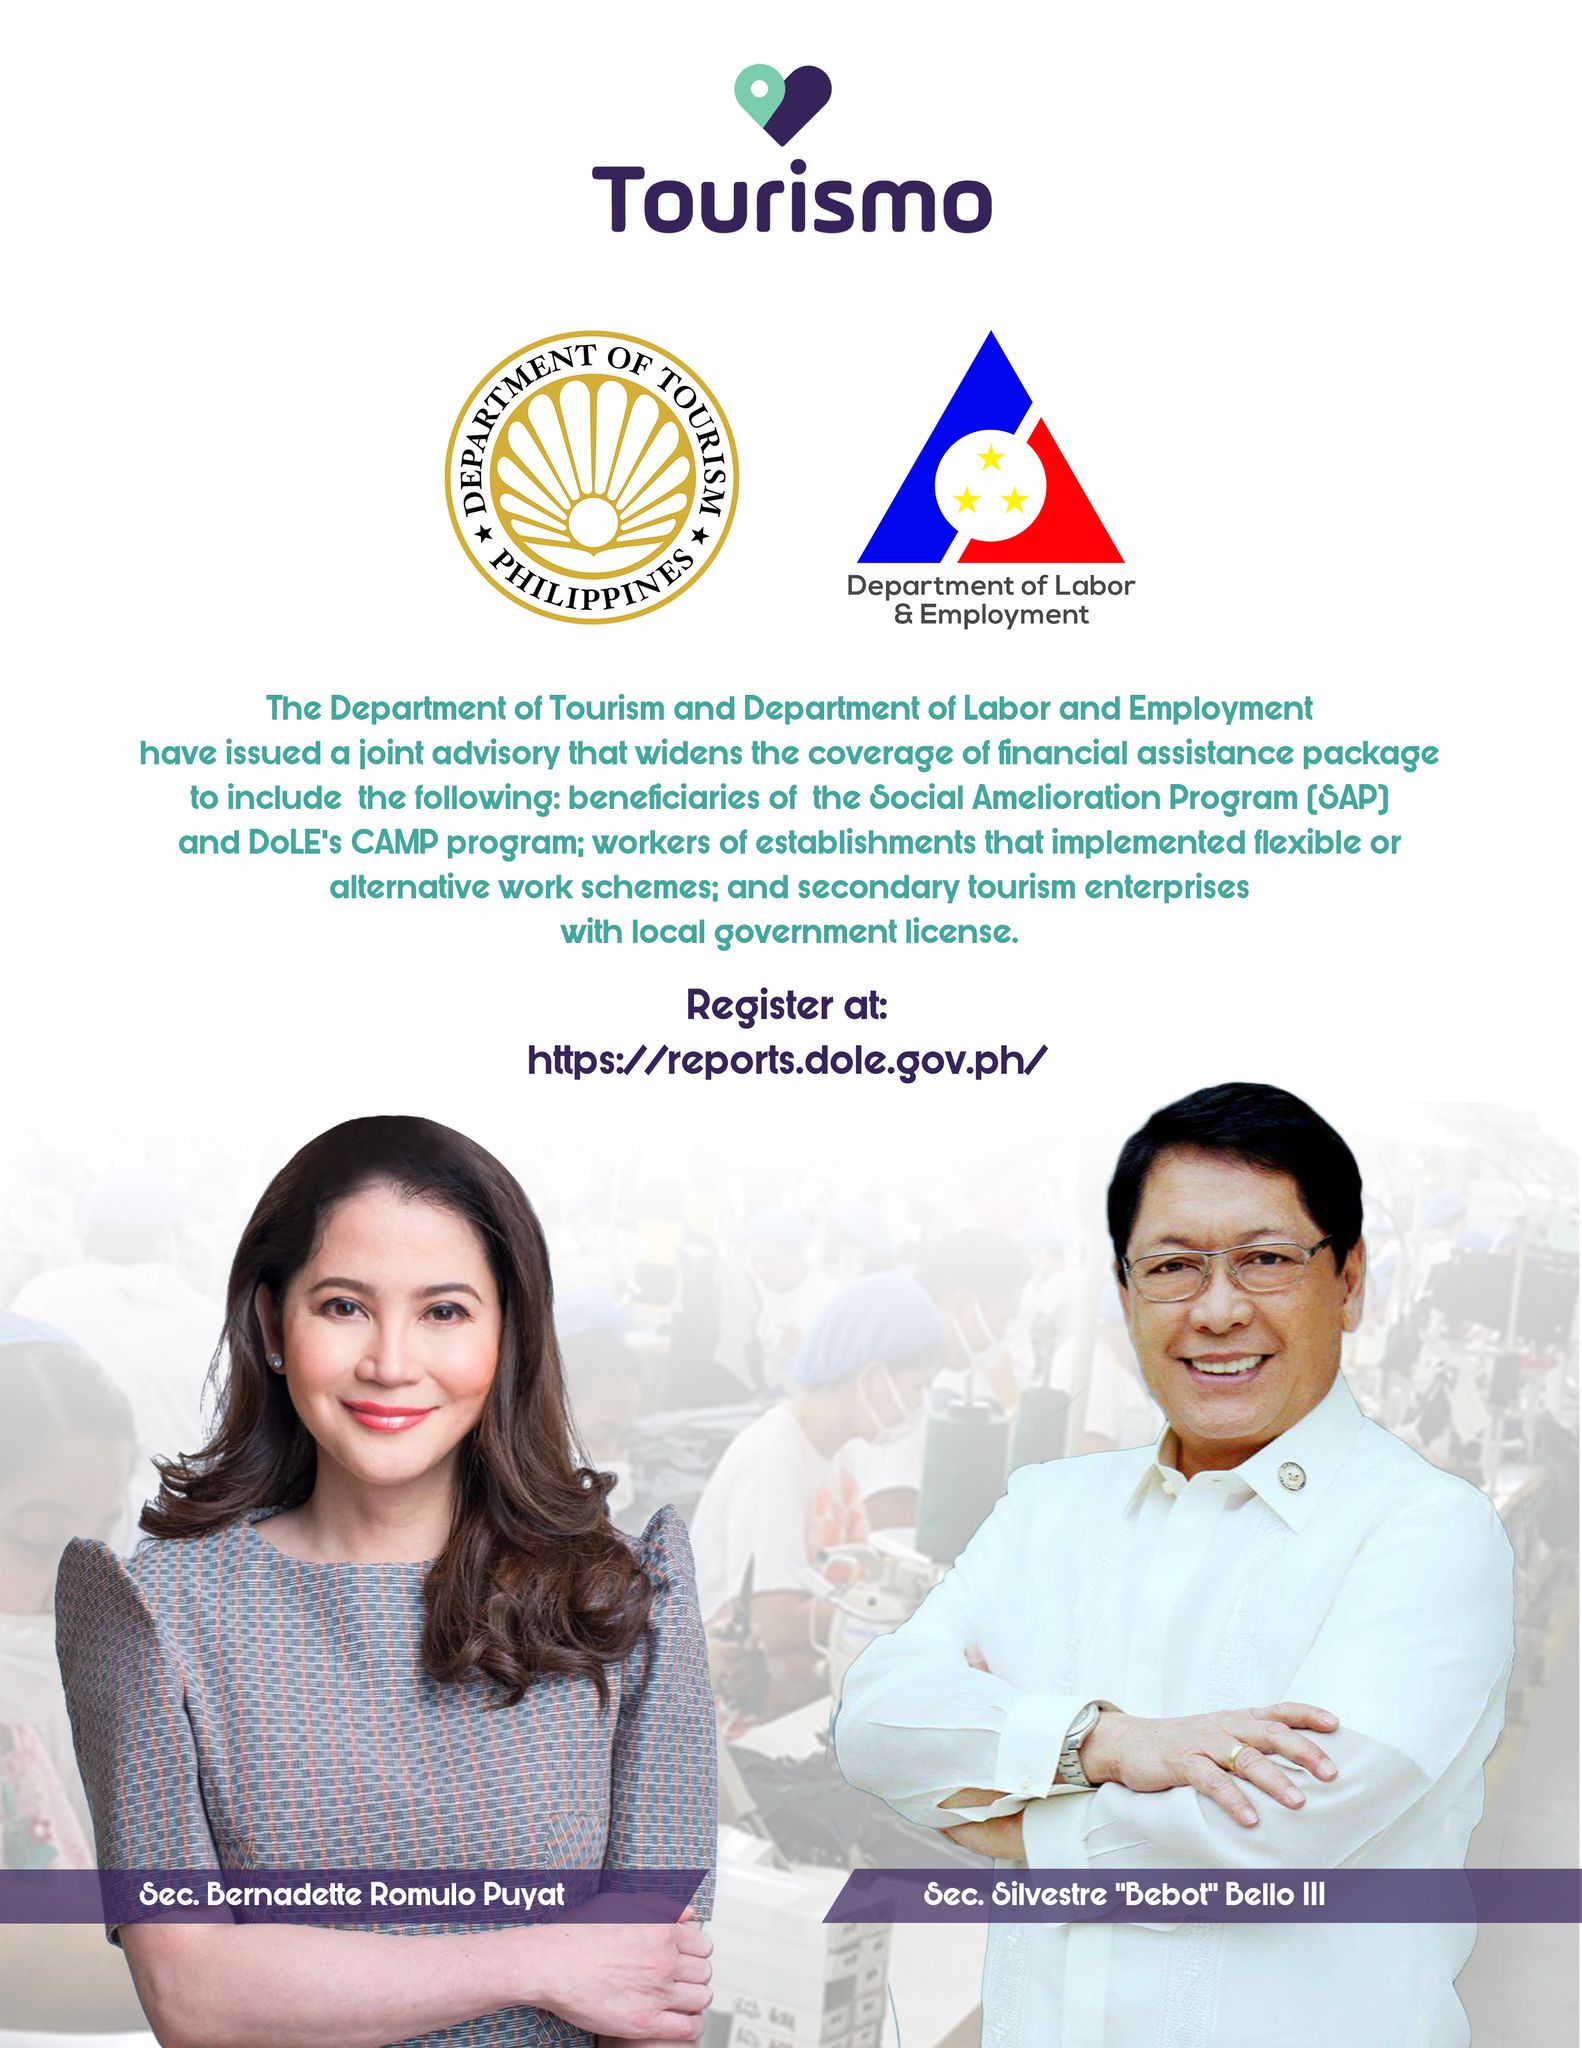 Tourismo
DEPARTMENT OF TOURISM
★ PHILIPPINES ★
Department of Labor
& Employment
The Department of Tourism and Department of Labor and Employment
have issued a joint advisory that widens the coverage of financial assistance package
to include the following: beneficiaries of the Social Amelioration Program (SAP)
and DoLE's CAMP program; workers of establishments that implemented flexible or
alternative work schemes; and secondary tourism enterprises
with local government license.
Register at:
https://reports.dole.gov.ph/
Sec. Bernadette Romulo Puyat
Sec. Silvestre "Bebot" Bello III